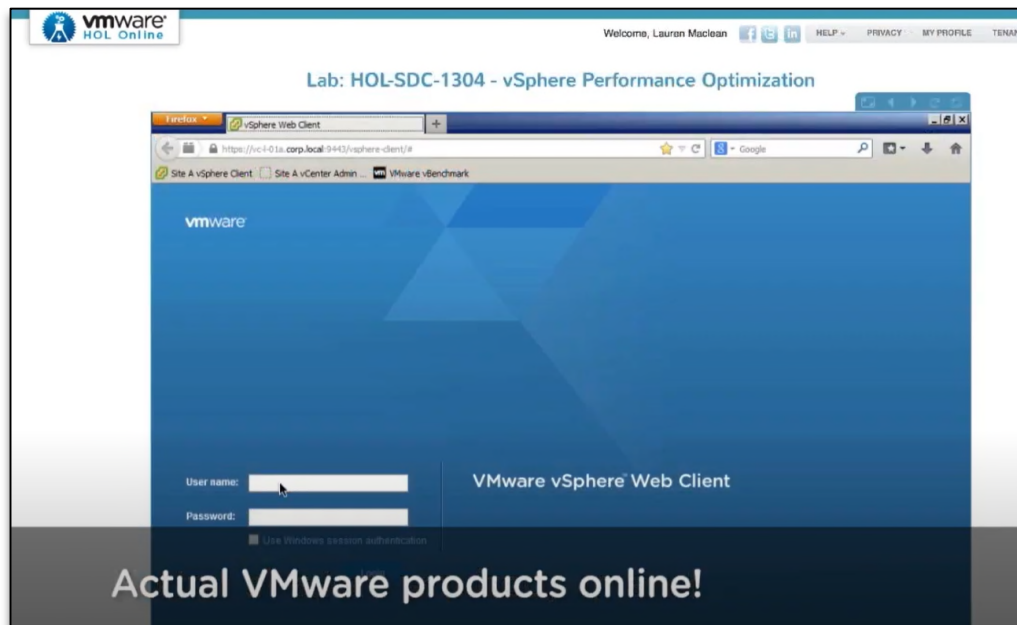 vmware
HOL Online
Welcome, Lauren Maclean
HELP
PRIVACY
MY PROFILE
TENAN
Lab: HOL-SDC-1304 - vSphere Performance Optimization
Firefox
vSphere Web Client
https://vc-l-01a.corp.local:9443/vsphere-client/#
Google
Site A vSphere Client
Site A vCenter Admin ...
VMware vBenchmark
vmware
User name:
VMware vSphere Web Client
Password:
Use Windows session authentication
Actual VMware products online!